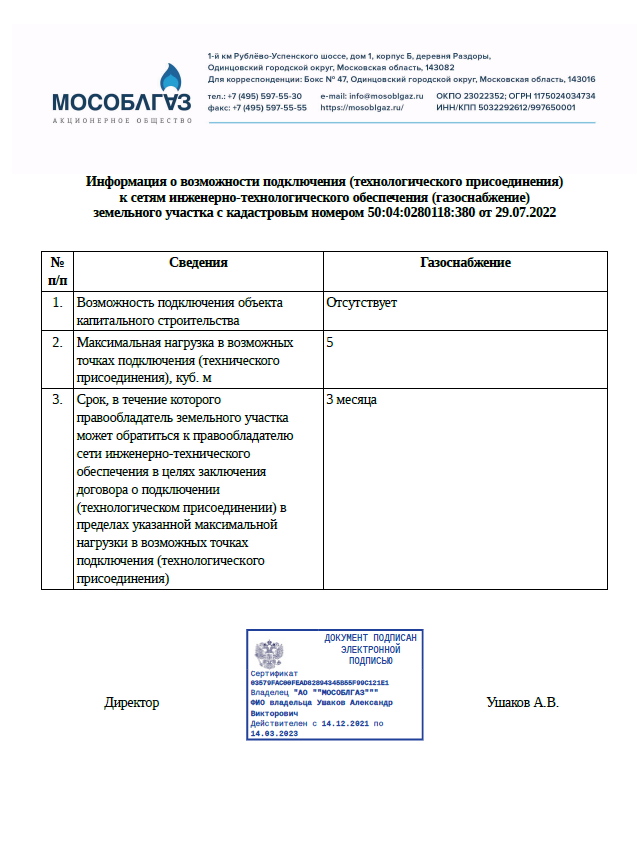 МОСОБЛГАЗ
АКЦИОНЕРНОЕ ОБЩЕСТВО
1-й км Рублёво-Успенского шоссе, дом 1, корпус Б, деревня Раздоры,
Одинцовский городской округ, Московская область, 143082
Для корреспонденции: Бокс № 47, Одинцовский городской округ, Московская область, 143016
тел.: +7 (495) 597-55-30 e-mail: info@mosoblgaz.ru ОКПО 23022352; ОГРН 1175024034734
факс: +7 (495) 597-55-55 https://mosoblgaz.ru/ ИНН/КПП 5032292612/997650001
Информация о возможности подключения (технологического присоединения)
к сетям инженерно-технологического обеспечения (газоснабжение)
земельного участка с кадастровым номером 50:04:0280118:380 от 29.07.2022
№ Сведения Газоснабжение
п/п
1. Возможность подключения объекта Отсутствует
капитального строительства
2. Максимальная нагрузка в возможных 5
точках подключения (технического
присоединения), куб. м
3. Срок, в течение которого 3 месяца
правообладатель земельного участка
может обратиться к правообладателю
сети инженерно-технического
обеспечения в целях заключения
договора о подключении
(технологическом присоединении) в
пределах указанной максимальной
нагрузки в возможных точках
подключения (технологического
присоединения)
ДОКУМЕНТ ПОДПИСАН
ЭЛЕКТРОННОЙ
ПОДПИСЬЮ
Сертификат
03579FAC00FEAD82894345B55F99C121E1
Владелец "АО ""МОСОБЛГАЗ"""
ФИО владельца Ушаков Александр
Викторович
Действителен с 14.12.2021 по
14.03.2023
Директор Ушаков А.В.